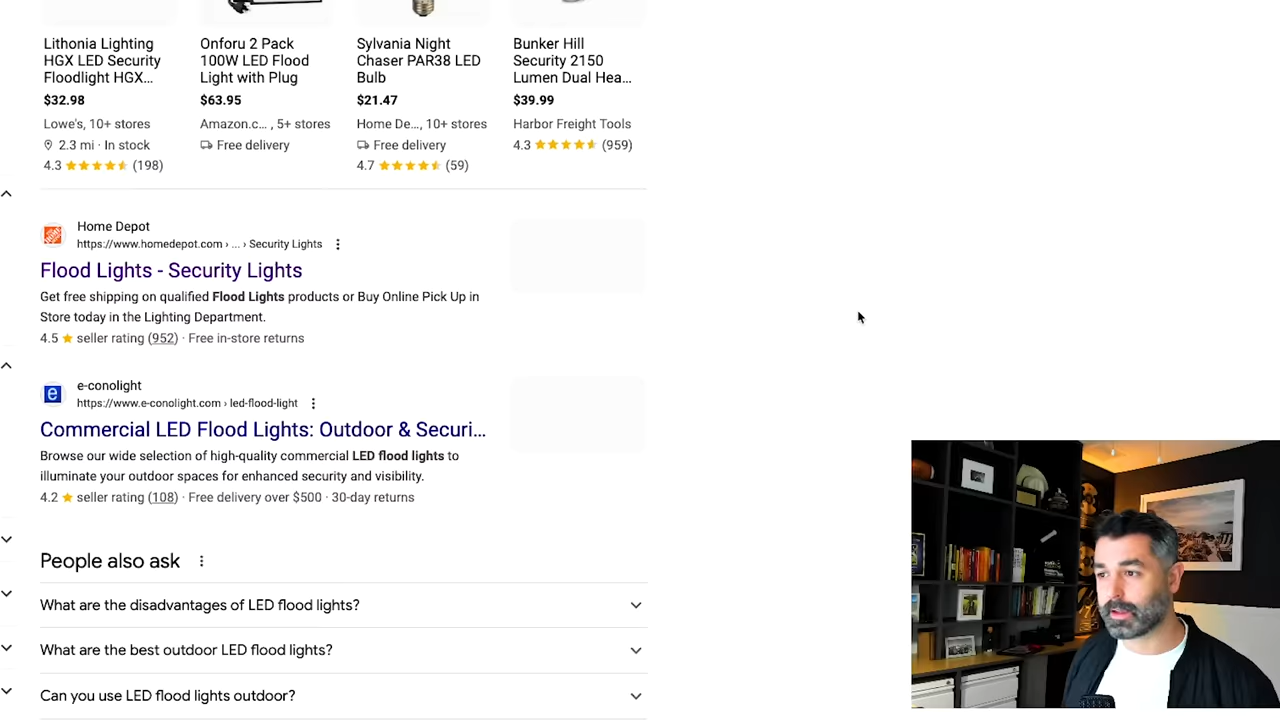 Lithonia Lighting
HGX LED Security
Floodlight HGX...
$32.98
Lowe's, 10+ stores
2.3 mi · In stock
4.3 (198)
Onforu 2 Pack
100W LED Flood
Light with Plug
$63.95
Amazon.c... , 5+ stores
Free delivery
Sylvania Night
Chaser PAR38 LED
Bulb
$21.47
Home De..., 10+ stores
Free delivery
4.7 (59)
Bunker Hill
Security 2150
Lumen Dual Hea...
$39.99
Harbor Freight Tools
4.3 (959)
Home Depot
https://www.homedepot.com › ... › Security Lights
Flood Lights - Security Lights
Get free shipping on qualified Flood Lights products or Buy Online Pick Up in
Store today in the Lighting Department.
4.5 ★ seller rating (952) · Free in-store returns
e
e-conolight
https://www.e-conolight.com › led-flood-light
Commercial LED Flood Lights: Outdoor & Securi...
Browse our wide selection of high-quality commercial LED flood lights to
illuminate your outdoor spaces for enhanced security and visibility.
4.2 ★ seller rating (108) · Free delivery over $500 · 30-day returns
People also ask
What are the disadvantages of LED flood lights?
What are the best outdoor LED flood lights?
Can you use LED flood lights outdoor?